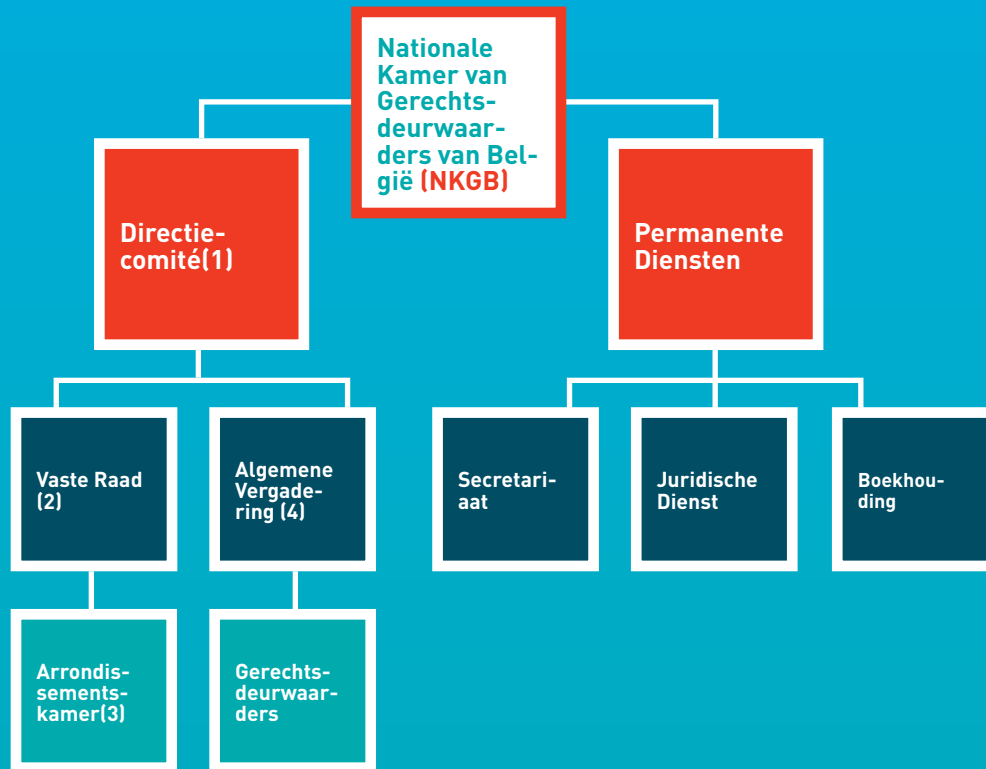 Nationale
Kamer van
Gerechts-
deurwaar-
ders van Bel-
gië (NKGB)
Directie-
comité(1)
Permanente
Diensten
Vaste Raad
(2)
Algemene
Vergade-
ring (4)
Secretari-
aat
Juridische
Dienst
Boekhou-
ding
Arrondis-
sements-
kamer(3)
Gerechts-
deurwaar-
ders